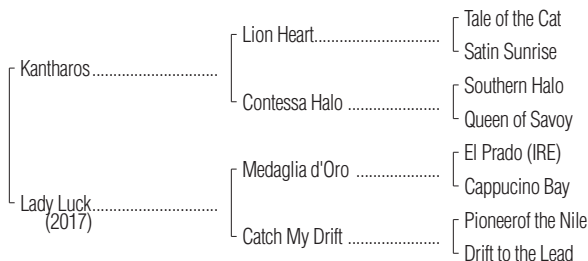 Tale of the Cat
Lion Heart..................................
Satin Sunrise
Kantharos..................................
Southern Halo
Contessa Halo .........................
Queen of Savoy
El Prado (IRE)
Medaglia d'Oro ......................
Cappucino Bay
Lady Luck..................................
(2017)
Pioneerof the Nile
Catch My Drift .........................
Drift to the Lead